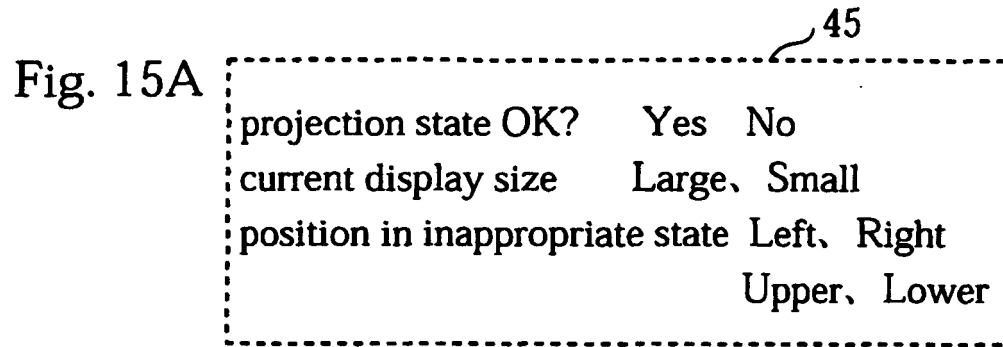 45
Fig. 15A
projection state OK? Yes No
current display size Large、Small
position in inappropriate state Left、Right
Upper、Lower